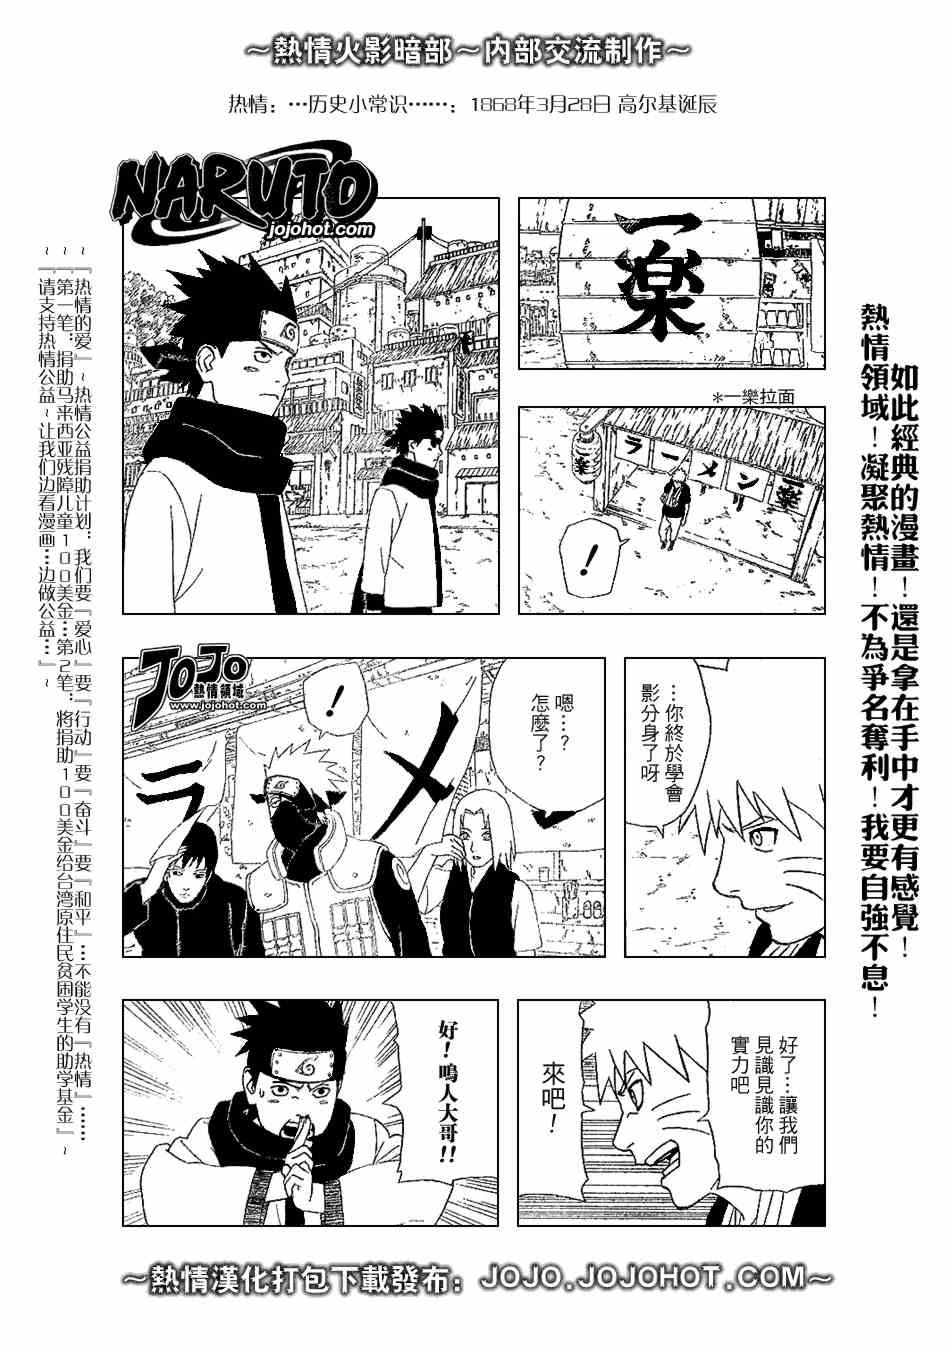 ～熱情火影暗部～内部交流制作～
热情：…历史小常识……：1868年3月28日 高尔基诞辰
NARUTO
jojohot.com
一楽
*一樂拉面
一楽
ラーメン
一楽
!
如此經典的漫畫！還是拿在手中才更有感覺！
熱情領域！凝聚熱情！不為爭名奪利！我要自強不息！
…你終於學會
影分身了呀
嗯…?
怎麼了?
!
メ
ラ
JOJO
熱情領域
www.jojohot.com
好了…讓我們
見識見識你的
實力吧
來吧！
好！鳴人大哥!!
～『热情的爱』～热情公益捐助计划：我们要『爱心』要『行动』要『奋斗』要『和平』…不能没有『热情』……
～『第一笔：捐助马来西亚残障儿童100美金…第2笔：将捐助100美金给台湾原住民贫困学生的助学基金』～
～『请支持热情公益～让我们边看漫画…边做公益…』～
～熱情漢化打包下載發布：JOJO.JOJOHOT.COM～